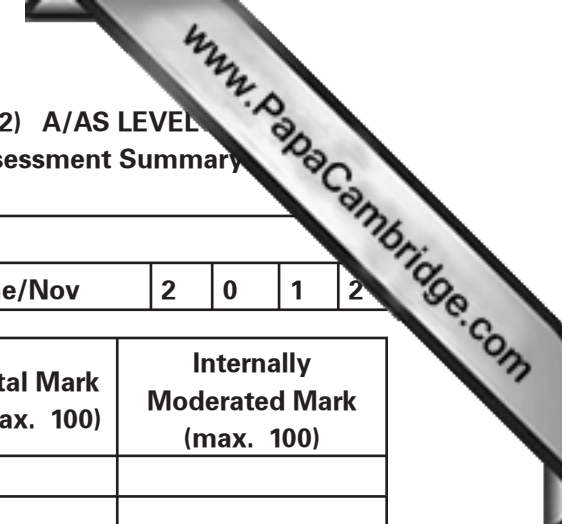 2) A/AS LEVEL
sessment Summary
www.PapaCambridge.com
e/Nov 2 0 1 2
tal Mark
ax. 100)
Internally
Moderated Mark
(max. 100)